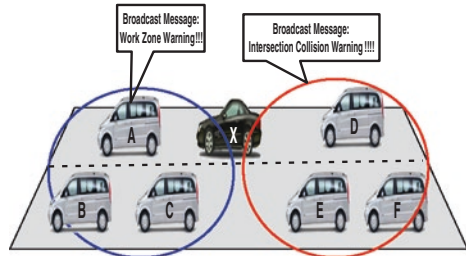 Broadcast Message:
Work Zone Warning!!!
Broadcast Message:
Intersection Collision Warning !!!!
A
X
D
B
C
E
F